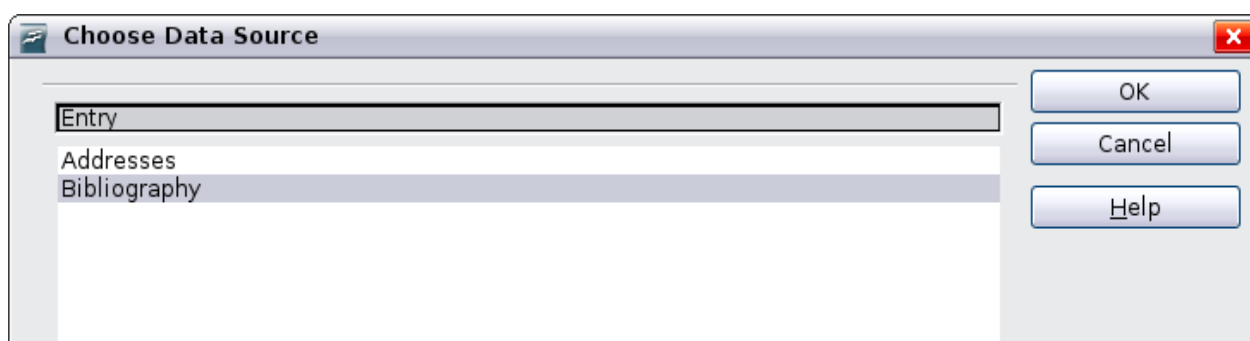 Choose Data Source
OK
Entry
Cancel
Addresses
Bibliography
Help